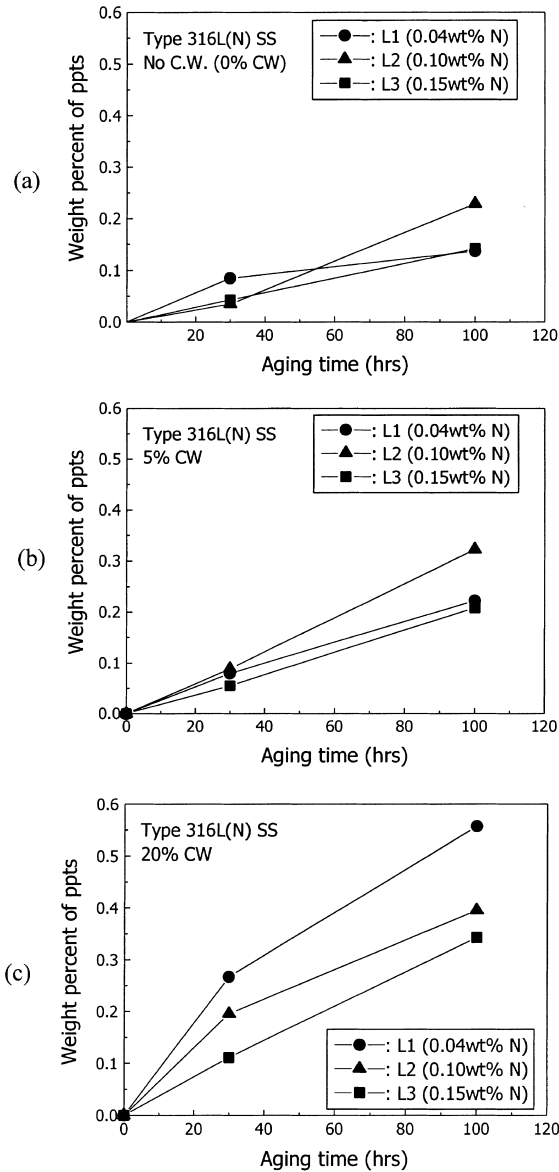 (a)
Weight percent of ppts
0.6
0.5
0.4
0.3
0.2
0.1
0.0
Type 316L(N) SS
No C.W. (0% CW)
: L1 (0.04wt% N)
: L2 (0.10wt% N)
: L3 (0.15wt% N)
20 40 60 80 100 120
Aging time (hrs)
(b)
Weight percent of ppts
0.6
0.5
0.4
0.3
0.2
0.1
0.0
Type 316L(N) SS
5% CW
: L1 (0.04wt% N)
: L2 (0.10wt% N)
: L3 (0.15wt% N)
0 20 40 60 80 100 120
Aging time (hrs)
(c)
Weight percent of ppts
0.6
0.5
0.4
0.3
0.2
0.1
0.0
Type 316L(N) SS
20% CW
: L1 (0.04wt% N)
: L2 (0.10wt% N)
: L3 (0.15wt% N)
0 20 40 60 80 100 120
Aging time (hrs)